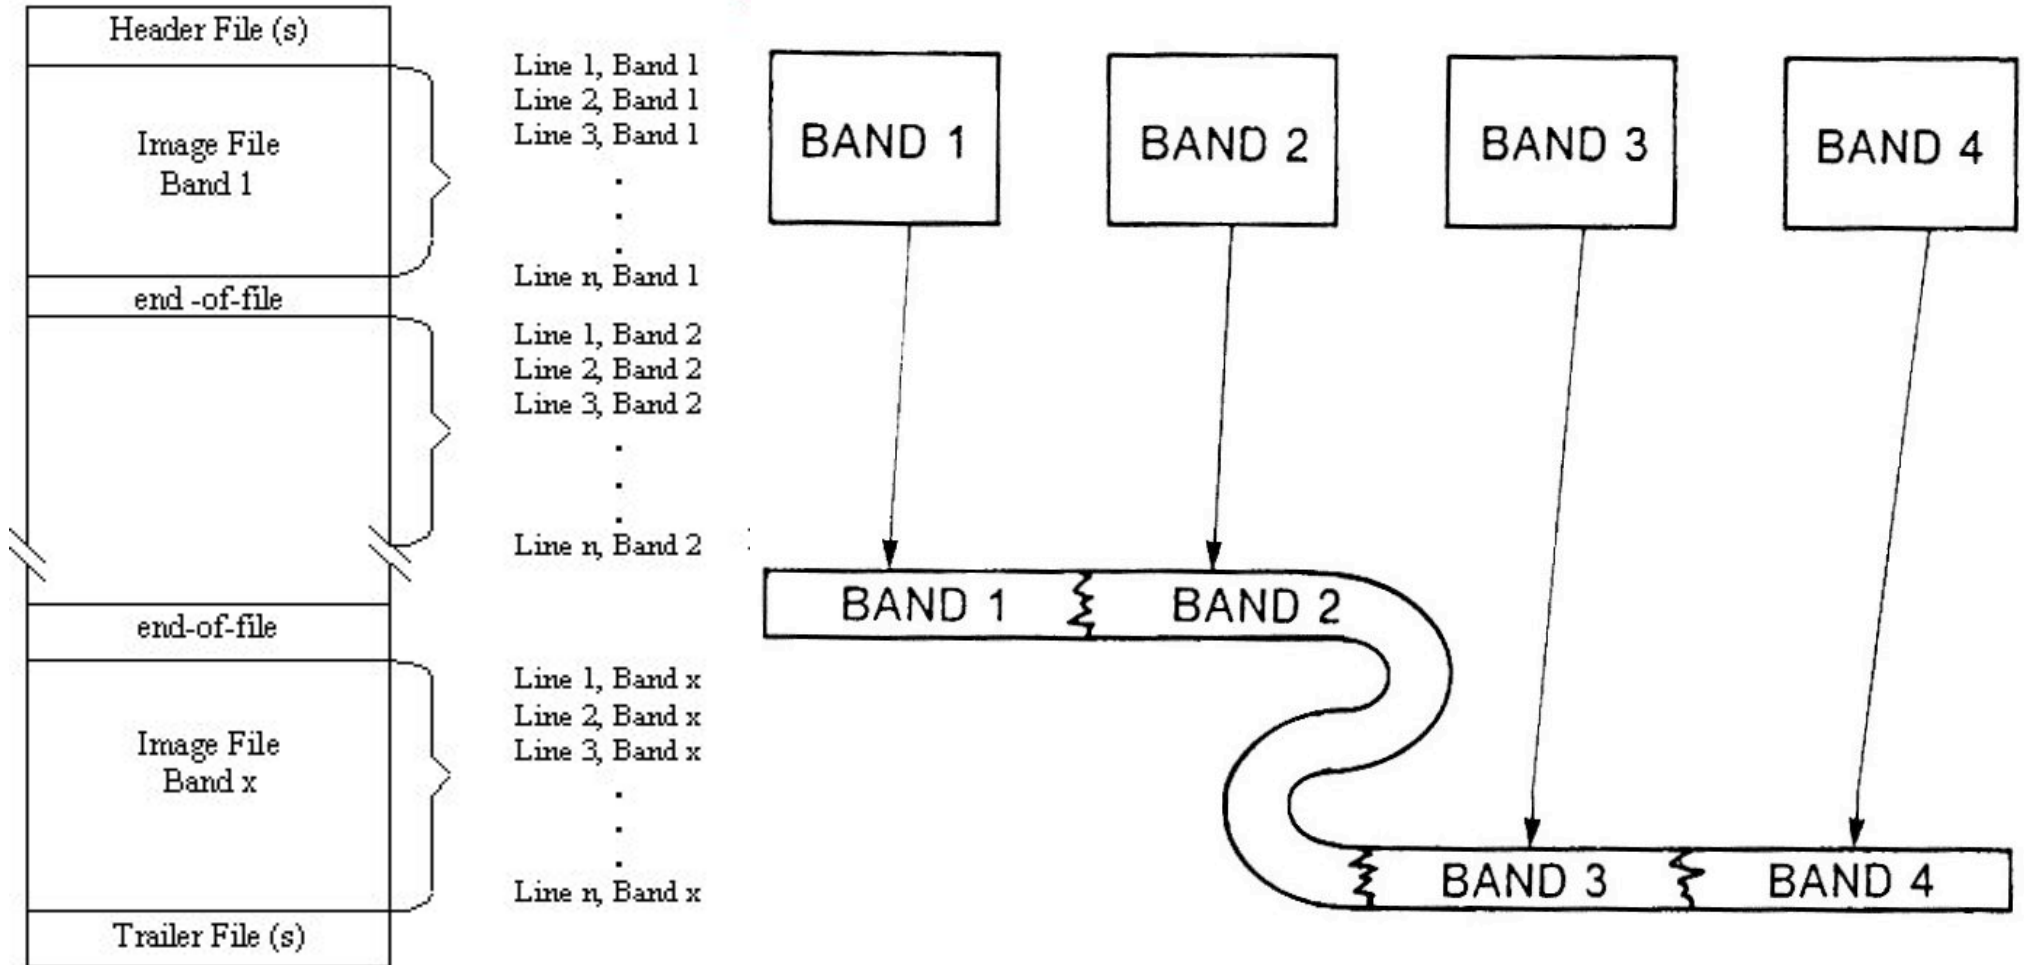 Header File (s)
Image File
Band 1
end -of-file
end-of-file
Image File
Band x
Trailer File (s)
Line 1, Band 1
Line 2, Band 1
Line 3, Band 1
.
.
.
Line n, Band 1
Line 1, Band 2
Line 2, Band 2
Line 3, Band 2
.
.
.
Line n, Band 2
Line 1, Band x
Line 2, Band x
Line 3, Band x
.
.
.
Line n, Band x
BAND 1
BAND 2
BAND 3
BAND 4
BAND 1
BAND 2
BAND 3
BAND 4